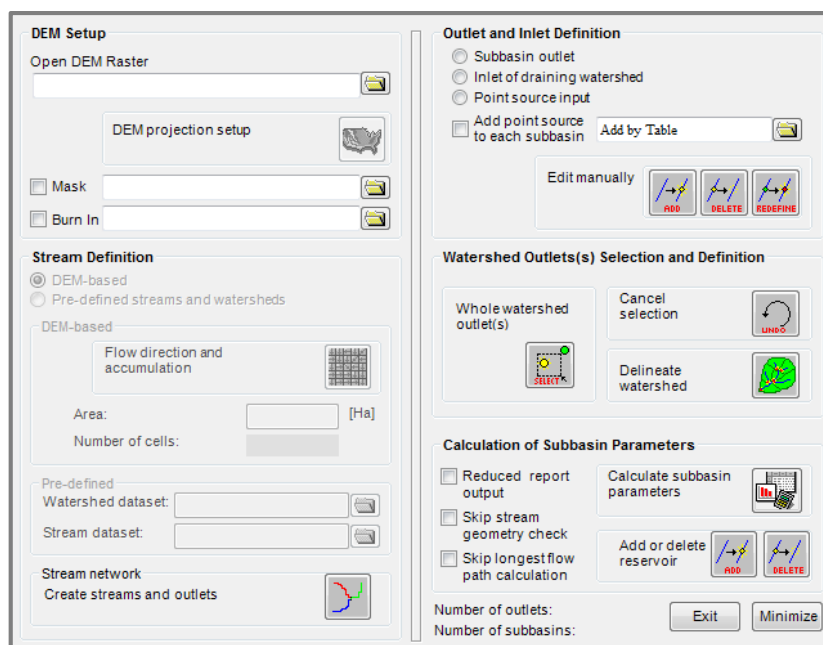 DEM Setup
Open DEM Raster
DEM projection setup
Mask
Burn In
Stream Definition
DEM-based
Pre-defined streams and watersheds
DEM-based
Flow direction and
accumulation
Area:
[Ha]
Number of cells:
Pre-defined
Watershed dataset:
Stream dataset:
Stream network
Create streams and outlets
Outlet and Inlet Definition
Subbasin outlet
Inlet of draining watershed
Point source input
Add point source
to each subbasin
Add by Table
Edit manually
ADD
DELETE
REDEFINE
Watershed Outlets(s) Selection and Definition
Whole watershed
outlet(s)
SELECT
Cancel
selection
UNDO
Delineate
watershed
Calculation of Subbasin Parameters
Reduced report
output
Skip stream
geometry check
Skip longest flow
path calculation
Calculate subbasin
parameters
Add or delete
reservoir
ADD
DELETE
Number of outlets:
Number of subbasins:
Exit
Minimize